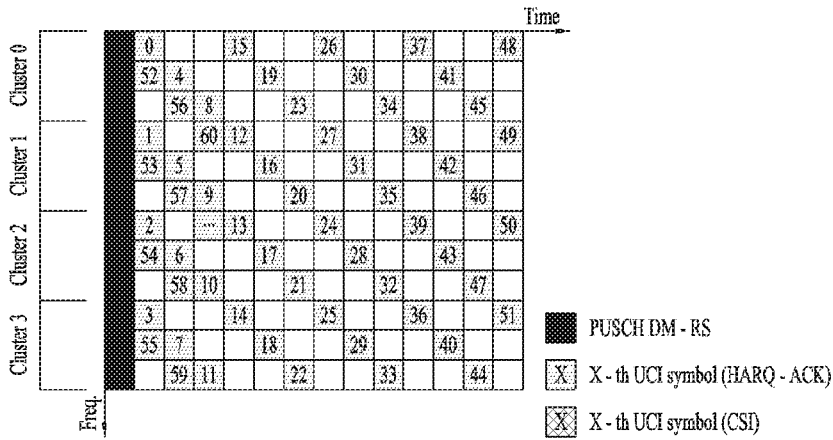 Time
Cluster 0
0 15 26 37 48
52 4 19 30 41
56 8 23 34 45
Cluster 1
1 60 12 27 38 49
53 5 16 31 42
57 9 20 35 46
Cluster 2
2 ... 13 24 39 50
54 6 17 28 43
58 10 21 32 47
Cluster 3
3 14 25 36 51
55 7 18 29 40
59 11 22 33 44
Freq.
PUSCH DM - RS
X X - th UCI symbol (HARQ - ACK)
X X - th UCI symbol (CSI)